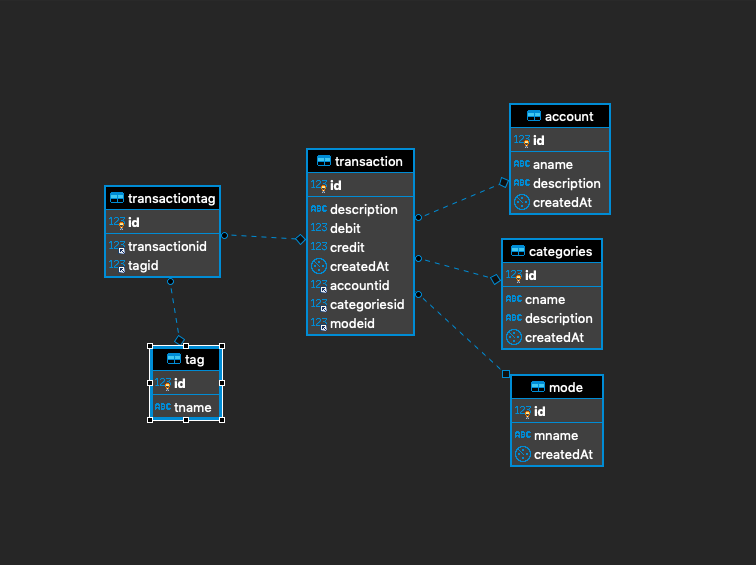 transactiontag
123 id
123 transactionid
123 tagid
tag
123 id
ABC tname
transaction
123 id
ABC description
123 debit
123 credit
createdAt
123 accountid
123 categoriesid
123 modeid
account
123 id
ABC aname
ABC description
createdAt
categories
123 id
ABC cname
ABC description
createdAt
mode
123 id
ABC mname
createdAt